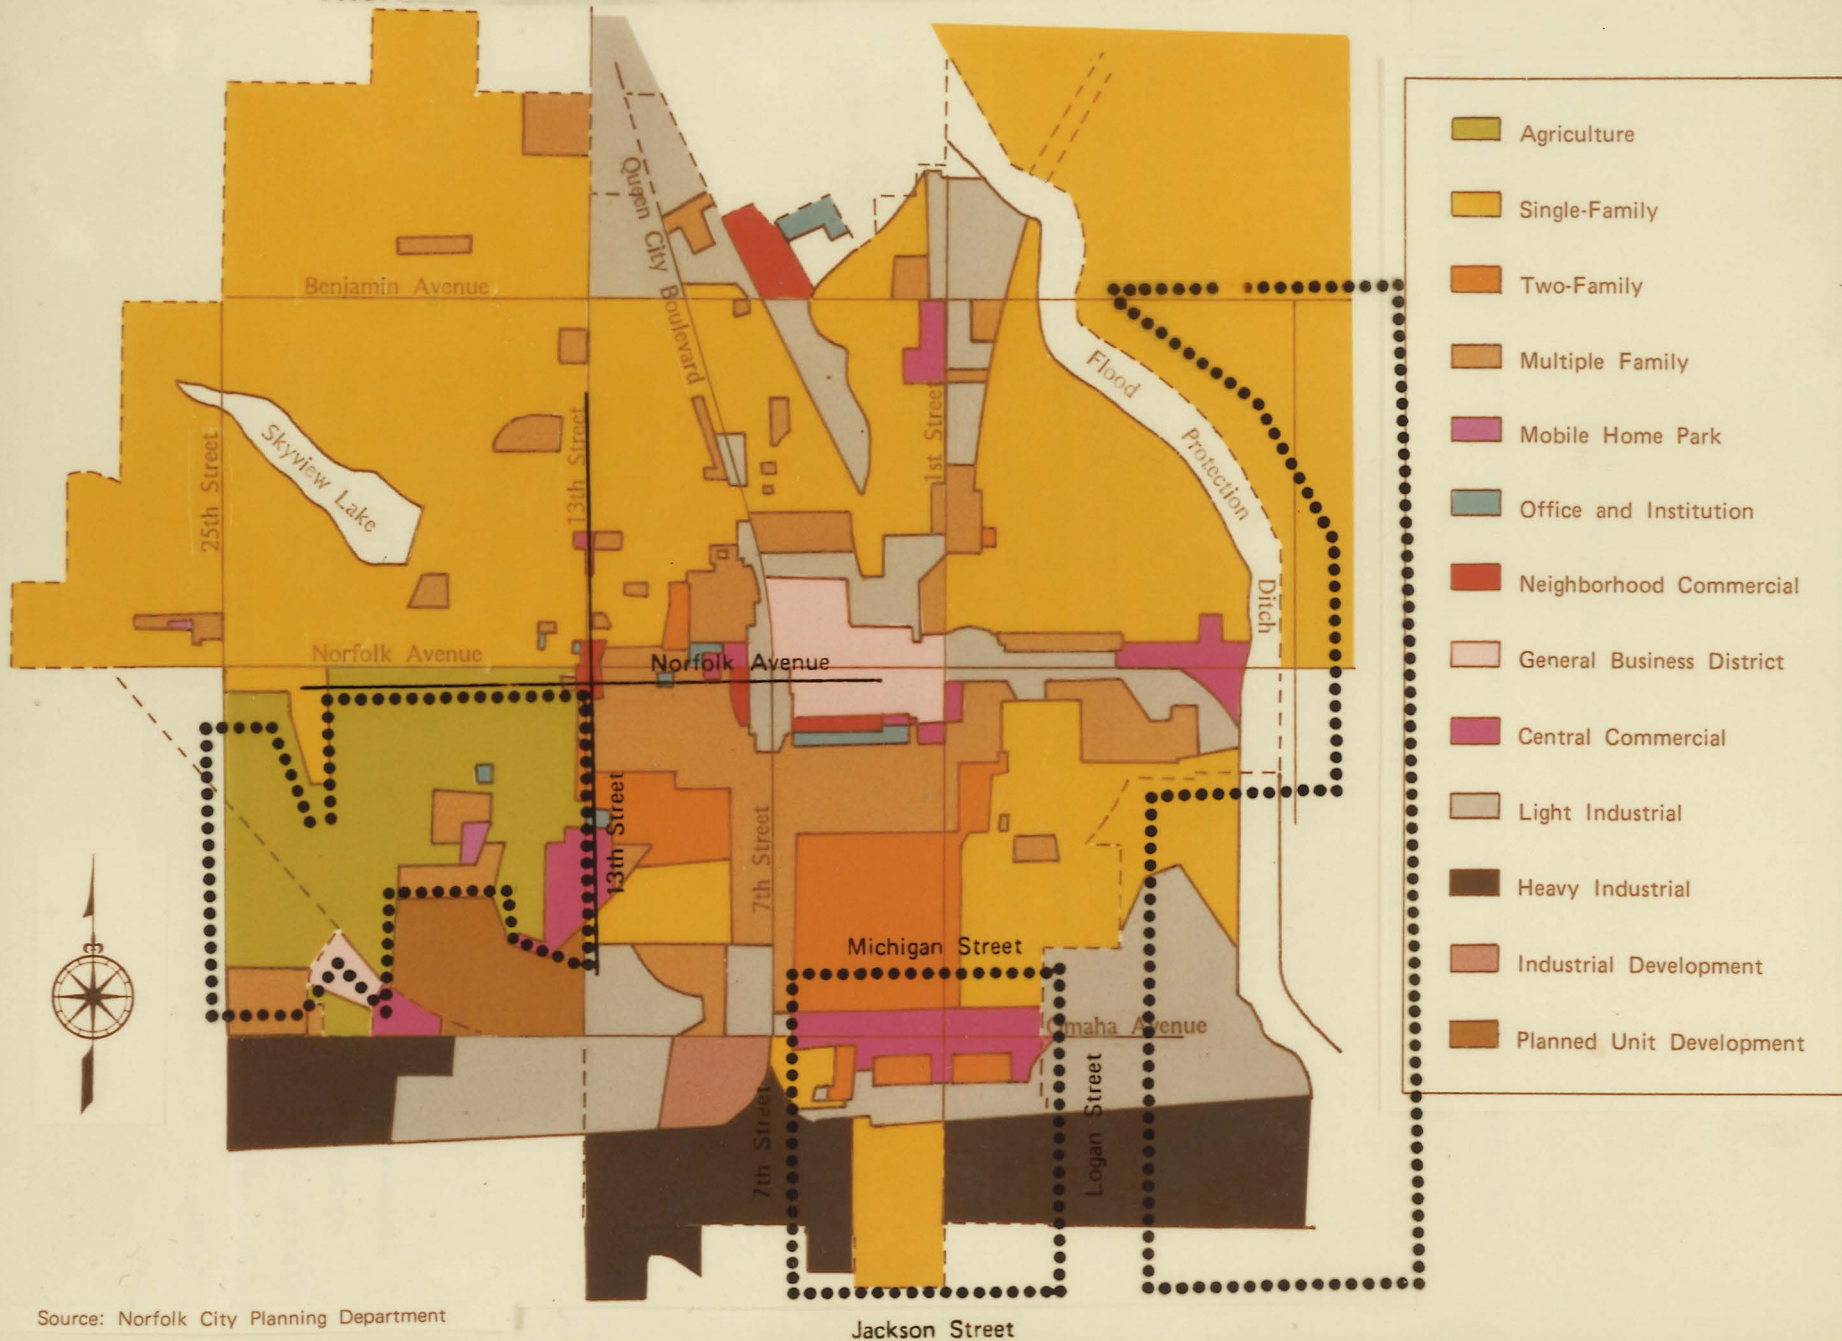 Queen City Boulevard
Benjamin Avenue
Flood Protection Ditch
Skyview Lake
25th Street
13th Street
1st Street
Norfolk Avenue
Norfolk Avenue
13th Street
7th Street
Michigan Street
Omaha Avenue
Logan Street
7th Street
Jackson Street
Agriculture
Single-Family
Two-Family
Multiple Family
Mobile Home Park
Office and Institution
Neighborhood Commercial
General Business District
Central Commercial
Light Industrial
Heavy Industrial
Industrial Development
Planned Unit Development
Source: Norfolk City Planning Department